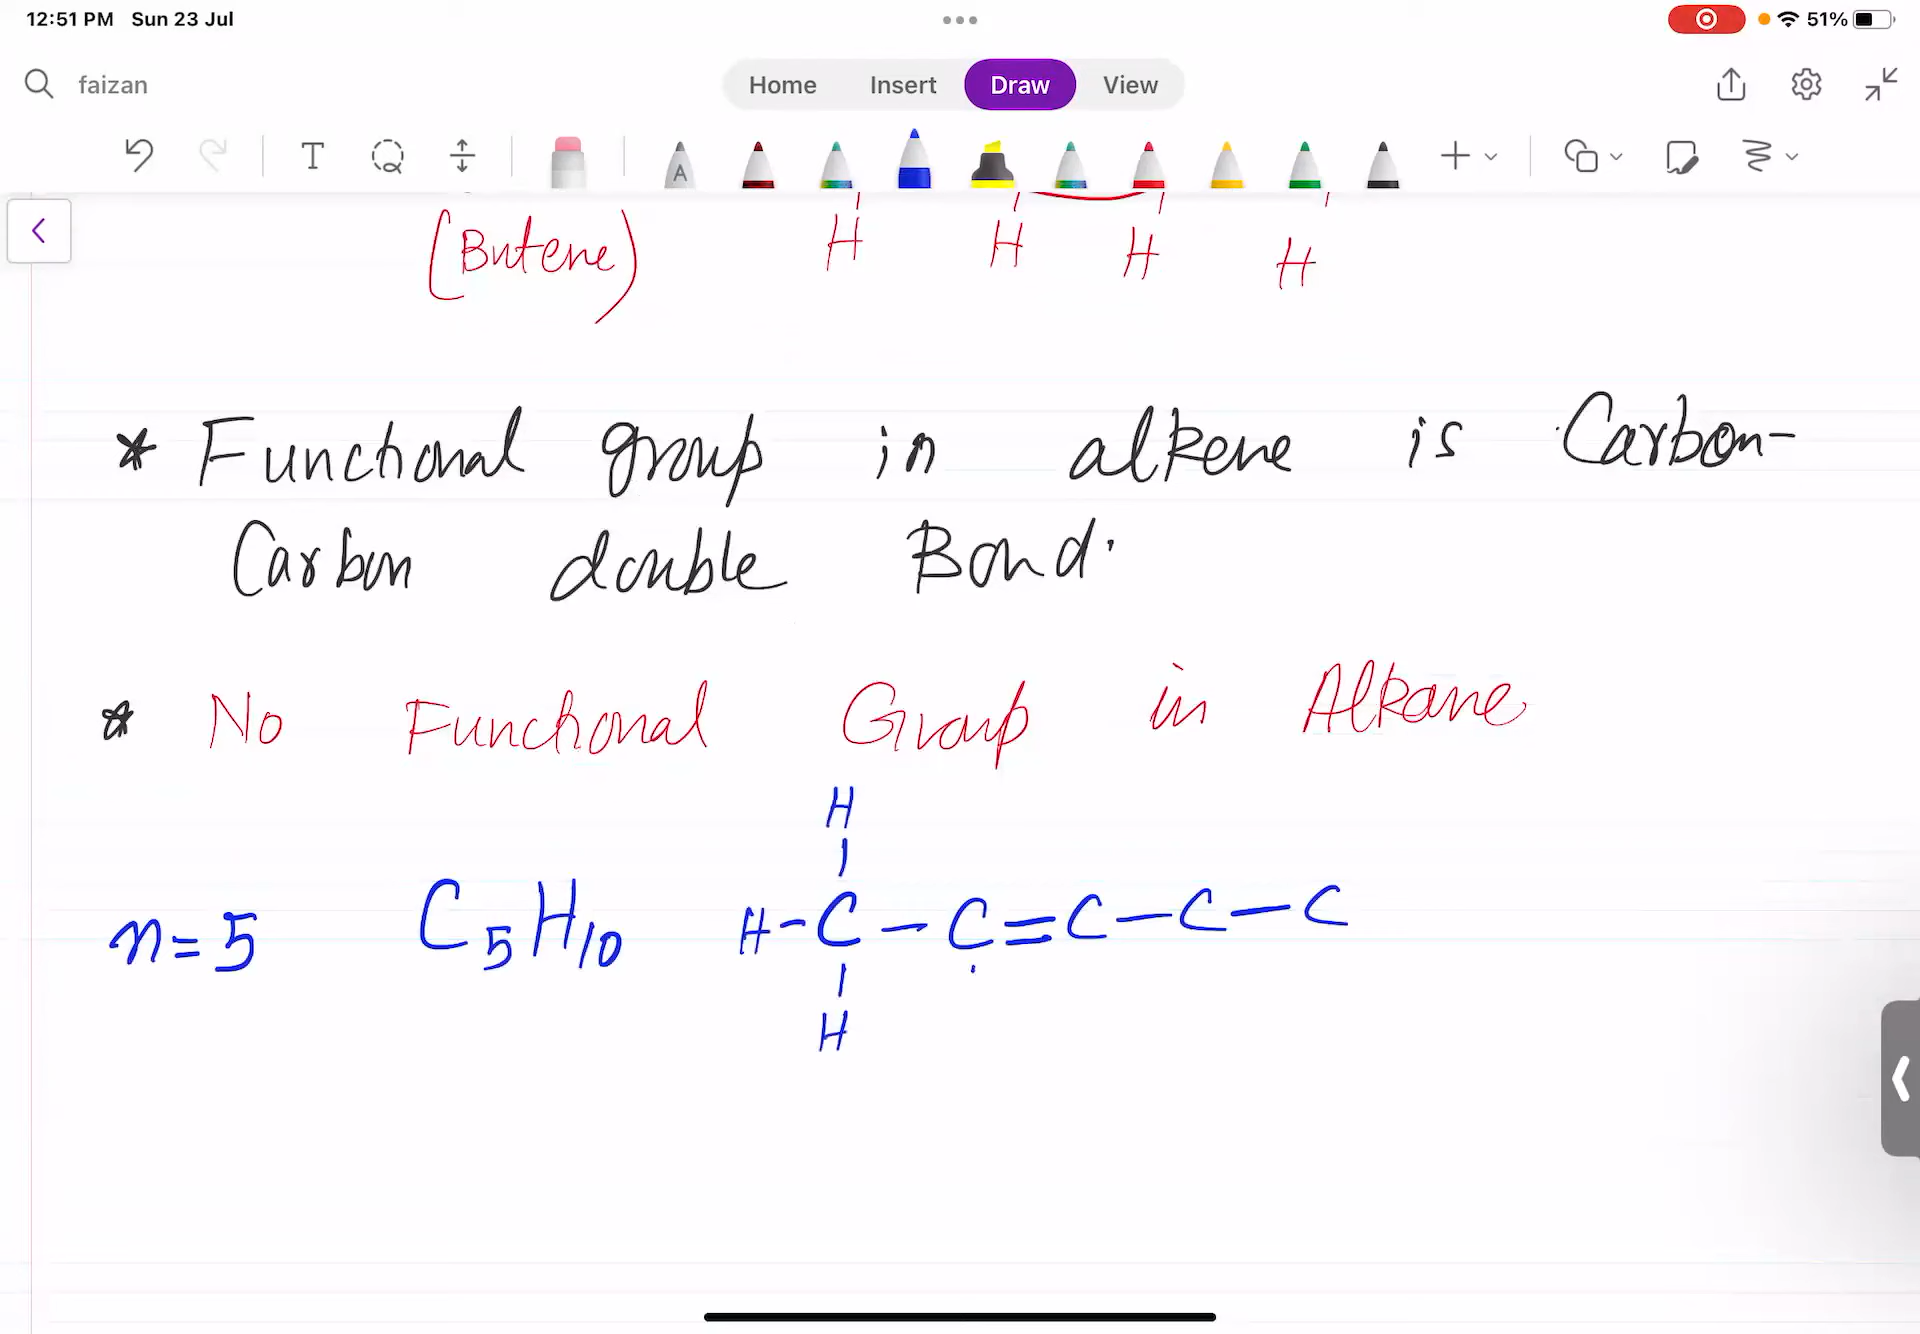 12:51 PM Sun 23 Jul
51%
faizan
Home Insert Draw View
T A
(Butene) H H H H
* Functional group in alkene is Carbon-
Carbon double Bond.
* No Functional Group in Alkane
H
n=5 C5H10 H-C-C=C-C-C
H